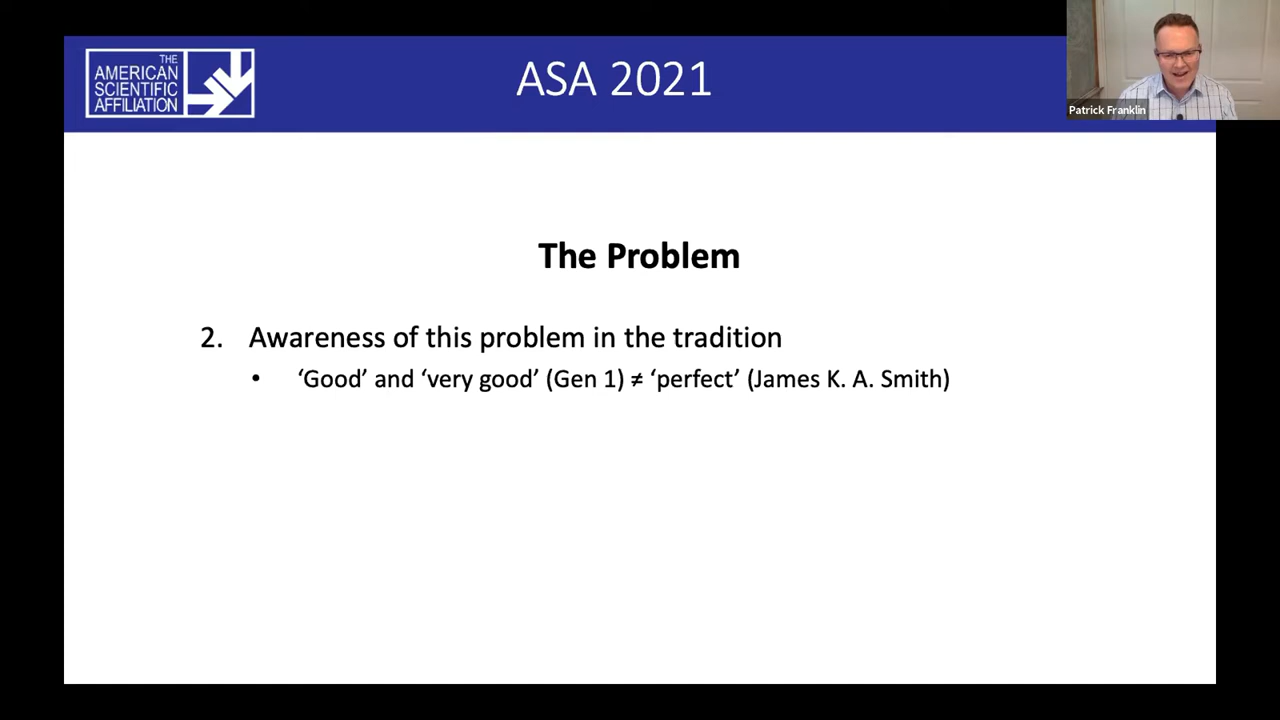 THE
AMERICAN
SCIENTIFIC
AFFILIATION
ASA 2021
Patrick Franklin
The Problem
2. Awareness of this problem in the tradition
• ‘Good’ and ‘very good’ (Gen 1) ≠ ‘perfect’ (James K. A. Smith)